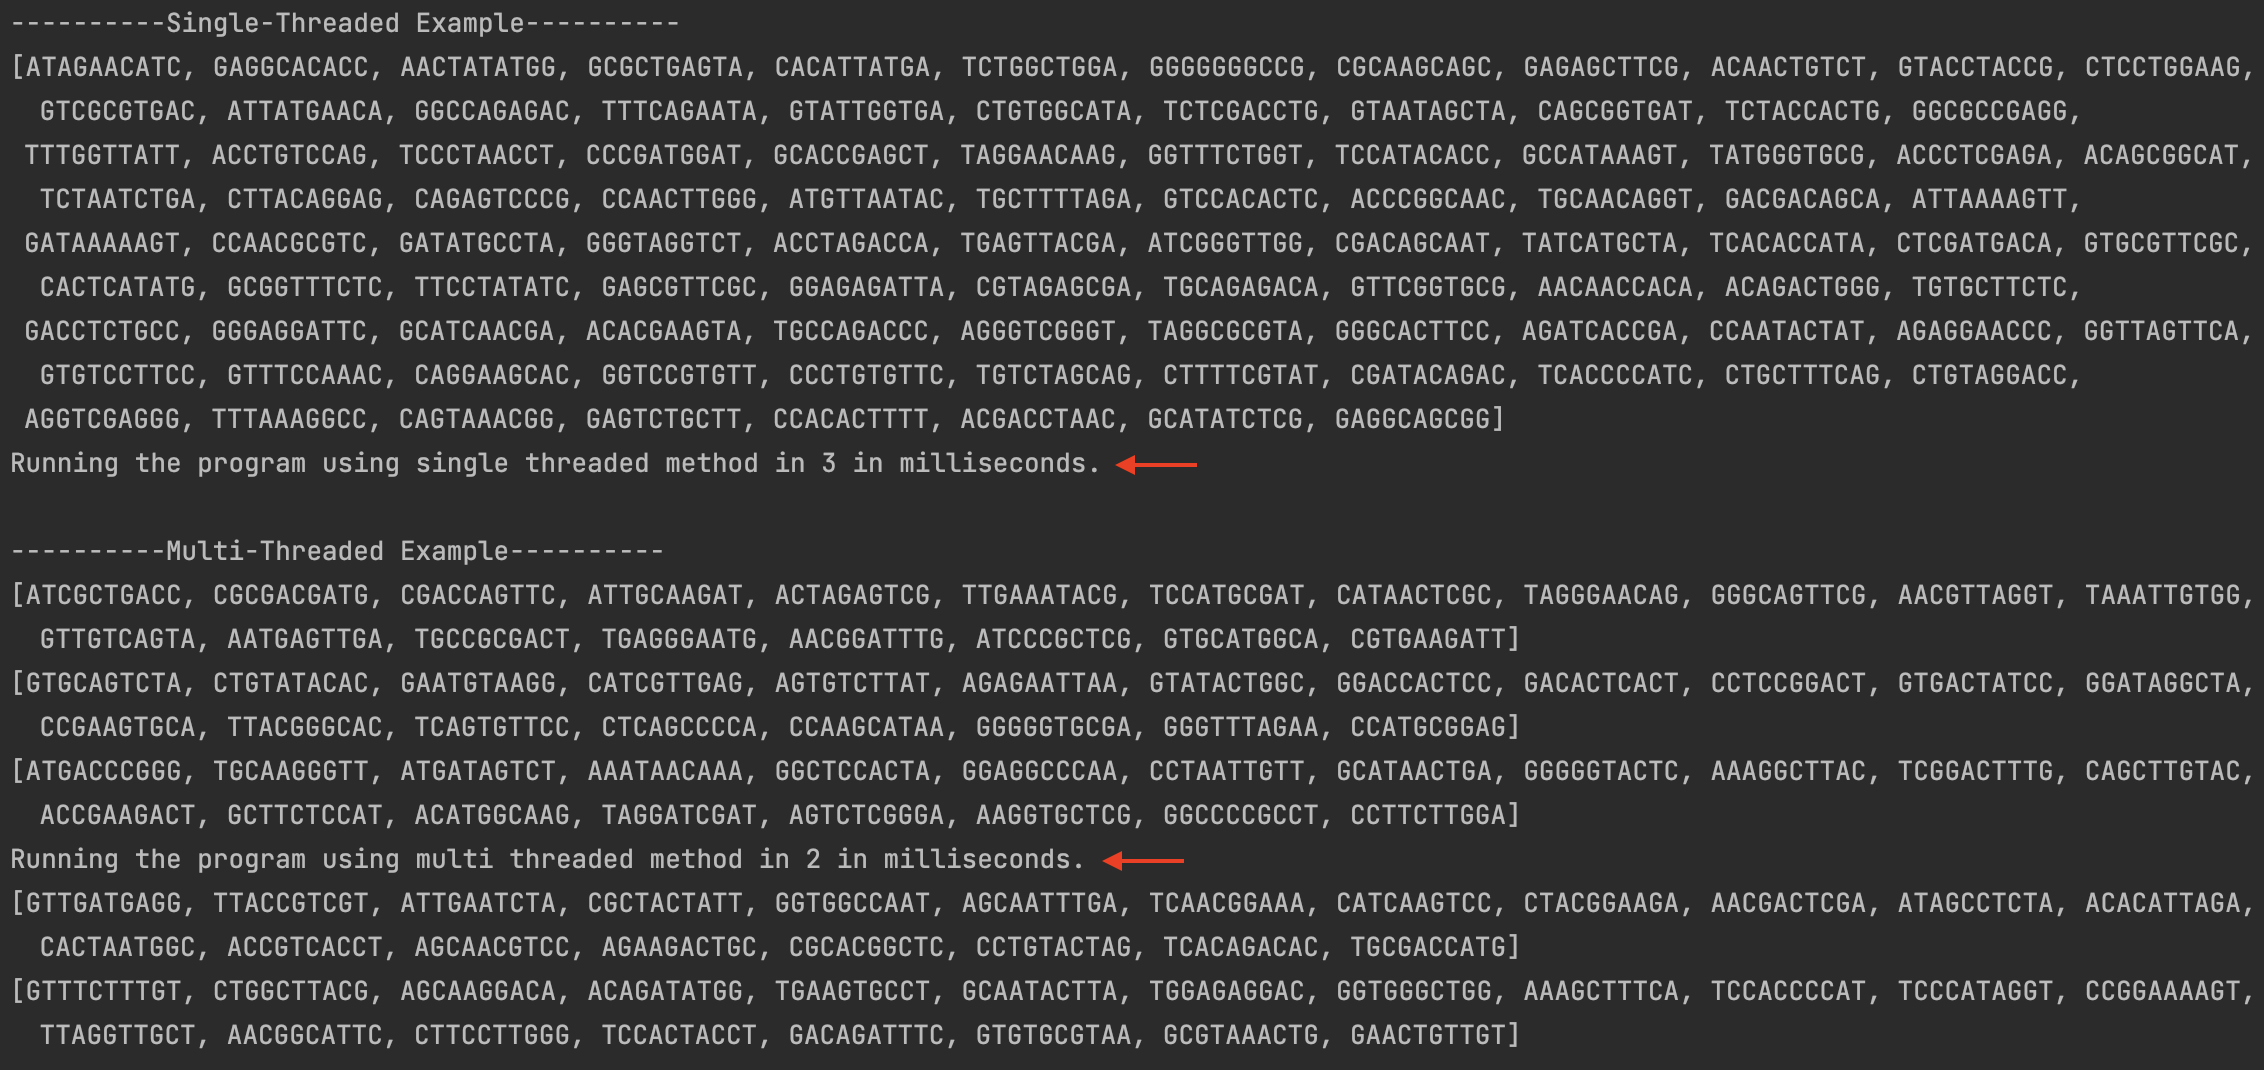 ----------Single-Threaded Example----------
[ATAGAACATC, GAGGCACACC, AACTATATGG, GCGCTGAGTA, CACATTATGA, TCTGGCTGGA, GGGGGGGCCG, CGCAAGCAGC, GAGAGCTTCG, ACAACTGTCT, GTACCTACCG, CTCCTGGAAG,
GTCGCGTGAC, ATTATGAACA, GGCCAGAGAC, TTTCAGAATA, GTATTGGTGA, CTGTGGCATA, TCTCGACCTG, GTAATAGCTA, CAGCGGTGAT, TCTACCACTG, GGCGCCGAGG,
TTTGGTTATT, ACCTGTCCAG, TCCCTAACCT, CCCGATGGAT, GCACCGAGCT, TAGGAACAAG, GGTTTCTGGT, TCCATACACC, GCCATAAAGT, TATGGGTGCG, ACCCTCGAGA, ACAGCGGCAT,
TCTAATCTGA, CTTACAGGAG, CAGAGTCCCG, CCAACTTGGG, ATGTTAATAC, TGCTTTTAGA, GTCCACACTC, ACCCGGCAAC, TGCAACAGGT, GACGACAGCA, ATTAAAAGTT,
GATAAAAAGT, CCAACGCGTC, GATATGCCTA, GGGTAGGTCT, ACCTAGACCA, TGAGTTACGA, ATCGGGTTGG, CGACAGCAAT, TATCATGCTA, TCACACCATA, CTCGATGACA, GTGCGTTCGC,
CACTCATATG, GCGGTTTCTC, TTCCTATATC, GAGCGTTCGC, GGAGAGATTA, CGTAGAGCGA, TGCAGAGACA, GTTCGGTGCG, AACAACCACA, ACAGACTGGG, TGTGCTTCTC,
GACCTCTGCC, GGGAGGATTC, GCATCAACGA, ACACGAAGTA, TGCCAGACCC, AGGGTCGGGT, TAGGCGCGTA, GGGCACTTCC, AGATCACCGA, CCAATACTAT, AGAGGAACCC, GGTTAGTTCA,
GTGTCCTTCC, GTTTCCAAAC, CAGGAAGCAC, GGTCCGTGTT, CCCTGTGTTC, TGTCTAGCAG, CTTTTCGTAT, CGATACAGAC, TCACCCCATC, CTGCTTTCAG, CTGTAGGACC,
AGGTCGAGGG, TTTAAAGGCC, CAGTAAACGG, GAGTCTGCTT, CCACACTTTT, ACGACCTAAC, GCATATCTCG, GAGGCAGCGG]
Running the program using single threaded method in 3 in milliseconds.
----------Multi-Threaded Example----------
[ATCGCTGACC, CGCGACGATG, CGACCAGTTC, ATTGCAAGAT, ACTAGAGTCG, TTGAAATACG, TCCATGCGAT, CATAACTCGC, TAGGGAACAG, GGGCAGTTCG, AACGTTAGGT, TAAATTGTGG,
GTTGTCAGTA, AATGAGTTGA, TGCCGCGACT, TGAGGGAATG, AACGGATTTG, ATCCCGCTCG, GTGCATGGCA, CGTGAAGATT]
[GTGCAGTCTA, CTGTATACAC, GAATGTAAGG, CATCGTTGAG, AGTGTCTTAT, AGAGAATTAA, GTATACTGGC, GGACCACTCC, GACACTCACT, CCTCCGGACT, GTGACTATCC, GGATAGGCTA,
CCGAAGTGCA, TTACGGGCAC, TCAGTGTTCC, CTCAGCCCCA, CCAAGCATAA, GGGGGTGCGA, GGGTTTAGAA, CCATGCGGAG]
[ATGACCCGGG, TGCAAGGGTT, ATGATAGTCT, AAATAACAAA, GGCTCCACTA, GGAGGCCCAA, CCTAATTGTT, GCATAACTGA, GGGGGTACTC, AAAGGCTTAC, TCGGACTTTG, CAGCTTGTAC,
ACCGAAGACT, GCTTCTCCAT, ACATGGCAAG, TAGGATCGAT, AGTCTCGGGA, AAGGTGCTCG, GGCCCCGCCT, CCTTCTTGGA]
Running the program using multi threaded method in 2 in milliseconds.
[GTTGATGAGG, TTACCGTCGT, ATTGAATCTA, CGCTACTATT, GGTGGCCAAT, AGCAATTTGA, TCAACGGAAA, CATCAAGTCC, CTACGGAAGA, AACGACTCGA, ATAGCCTCTA, ACACATTAGA,
CACTAATGGC, ACCGTCACCT, AGCAACGTCC, AGAAGACTGC, CGCACGGCTC, CCTGTACTAG, TCACAGACAC, TGCGACCATG]
[GTTTCTTTGT, CTGGCTTACG, AGCAAGGACA, ACAGATATGG, TGAAGTGCCT, GCAATACTTA, TGGAGAGGAC, GGTGGGCTGG, AAAGCTTTCA, TCCACCCCAT, TCCCATAGGT, CCGGAAAAGT,
TTAGGTTGCT, AACGGCATTC, CTTCCTTGGG, TCCACTACCT, GACAGATTTC, GTGTGCGTAA, GCGTAAACTG, GAACTGTTGT]